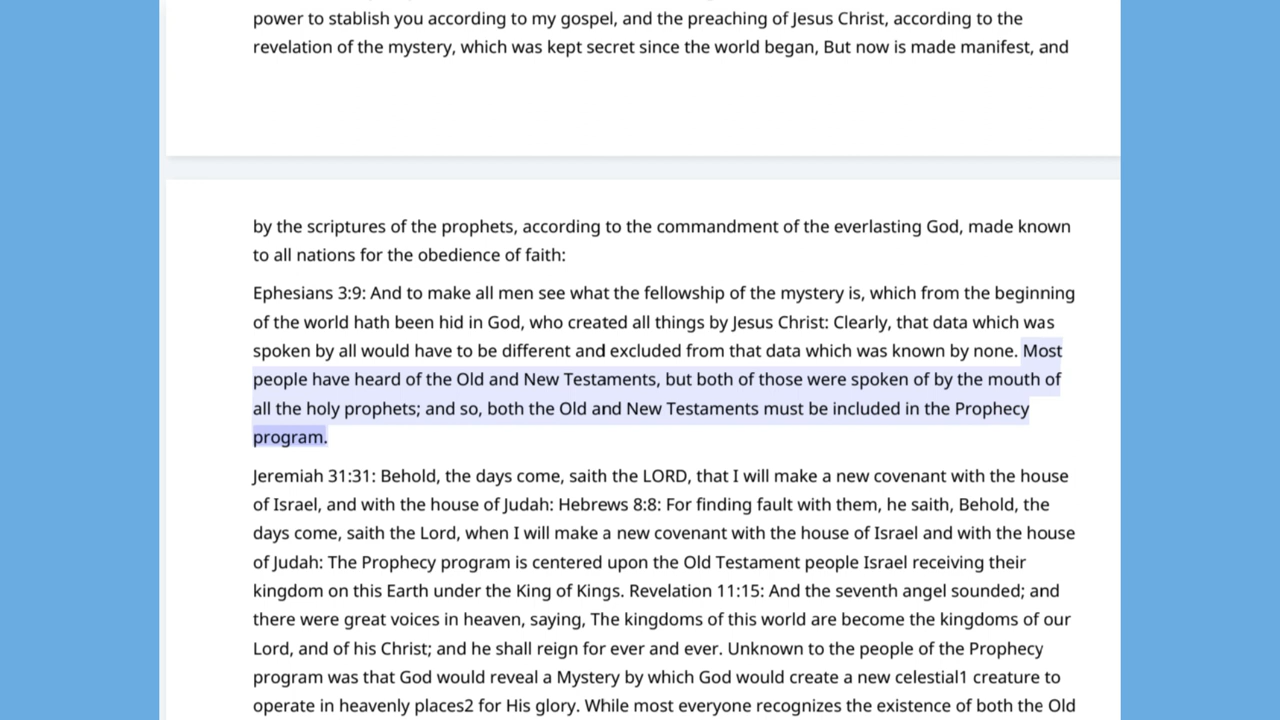 power to stablish you according to my gospel, and the preaching of Jesus Christ, according to the
revelation of the mystery, which was kept secret since the world began, But now is made manifest, and
by the scriptures of the prophets, according to the commandment of the everlasting God, made known
to all nations for the obedience of faith:
Ephesians 3:9: And to make all men see what the fellowship of the mystery is, which from the beginning
of the world hath been hid in God, who created all things by Jesus Christ: Clearly, that data which was
spoken by all would have to be different and excluded from that data which was known by none. Most
people have heard of the Old and New Testaments, but both of those were spoken of by the mouth of
all the holy prophets; and so, both the Old and New Testaments must be included in the Prophecy
program.
Jeremiah 31:31: Behold, the days come, saith the LORD, that I will make a new covenant with the house
of Israel, and with the house of Judah: Hebrews 8:8: For finding fault with them, he saith, Behold, the
days come, saith the Lord, when I will make a new covenant with the house of Israel and with the house
of Judah: The Prophecy program is centered upon the Old Testament people Israel receiving their
kingdom on this Earth under the King of Kings. Revelation 11:15: And the seventh angel sounded; and
there were great voices in heaven, saying, The kingdoms of this world are become the kingdoms of our
Lord, and of his Christ; and he shall reign for ever and ever. Unknown to the people of the Prophecy
program was that God would reveal a Mystery by which God would create a new celestial1 creature to
operate in heavenly places2 for His glory. While most everyone recognizes the existence of both the Old